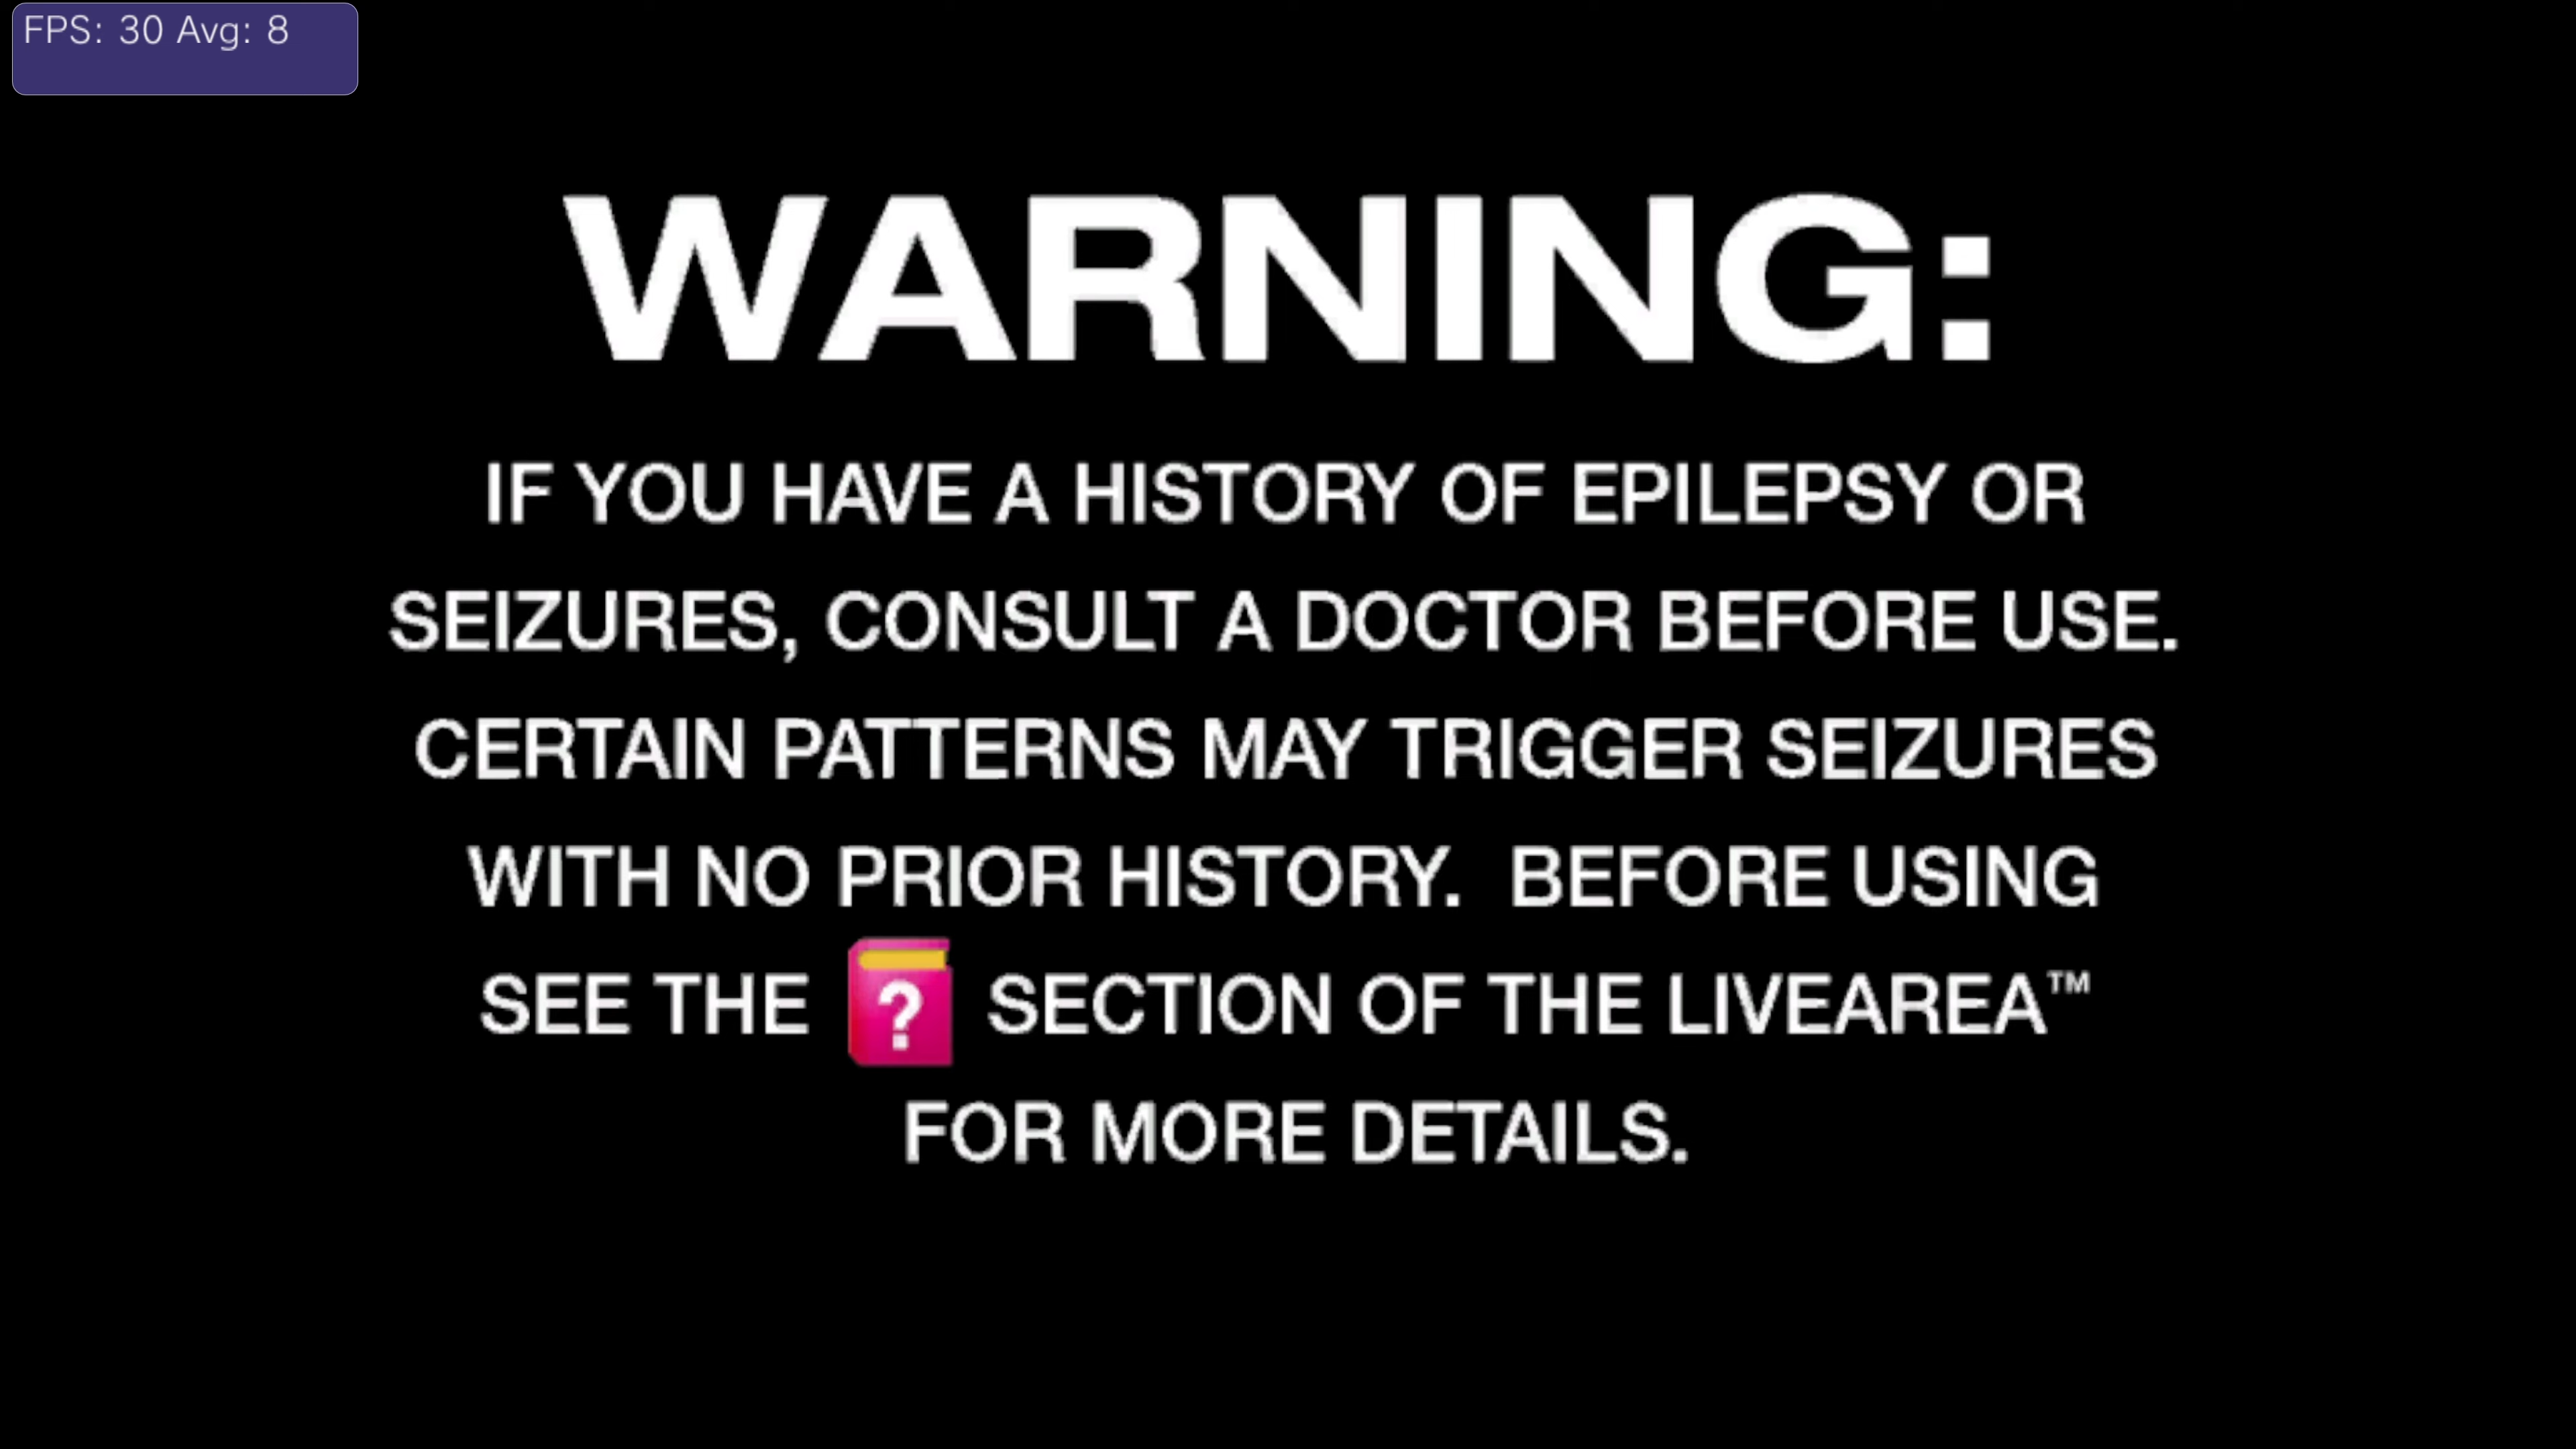 FPS: 30 Avg: 8
WARNING:
IF YOU HAVE A HISTORY OF EPILEPSY OR
SEIZURES, CONSULT A DOCTOR BEFORE USE.
CERTAIN PATTERNS MAY TRIGGER SEIZURES
WITH NO PRIOR HISTORY.  BEFORE USING
SEE THE ? SECTION OF THE LIVEAREA™
FOR MORE DETAILS.